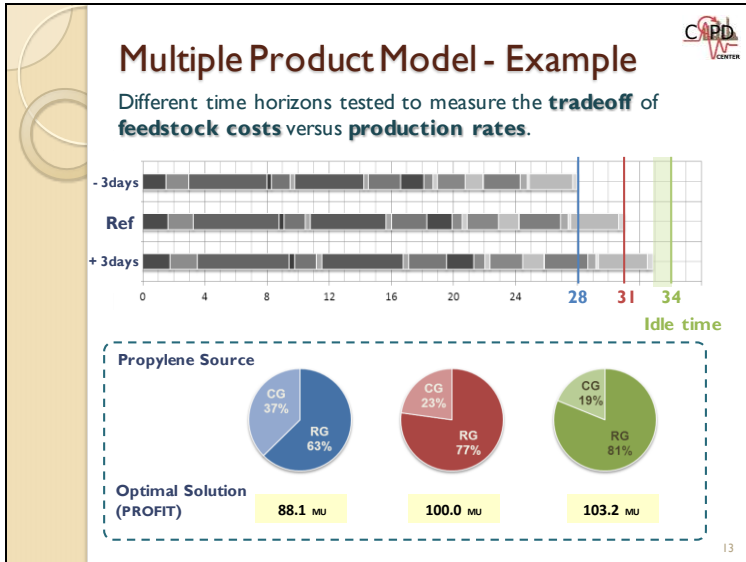 CAPD
CENTER
Multiple Product Model - Example
Different time horizons tested to measure the tradeoff of
feedstock costs versus production rates.
- 3days
Ref
+ 3days
0 4 8 12 16 20 24 28 31 34
Idle time
Propylene Source
CG
37%
RG
63%
CG
23%
RG
77%
CG
19%
RG
81%
Optimal Solution
(PROFIT)
88.1 MU
100.0 MU
103.2 MU
13